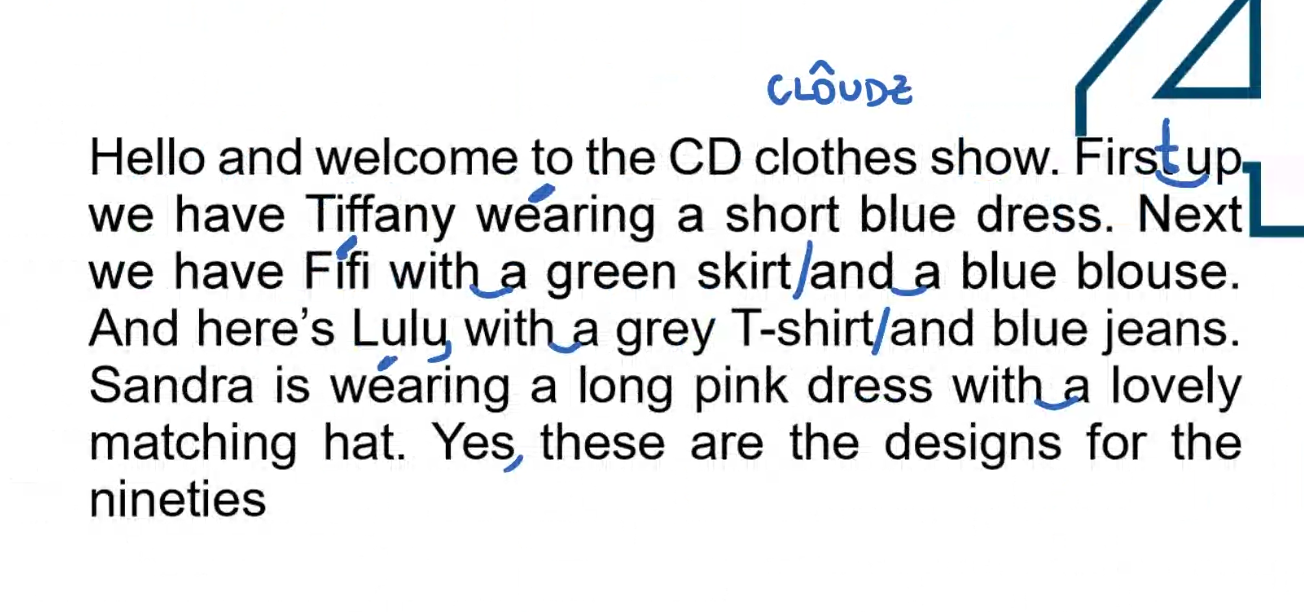 CLÔUDZ
Hello and welcome to the CD clothes show. First up
we have Tiffany wearing a short blue dress. Next
we have Fifi with a green skirt/and a blue blouse.
And here’s Lulu, with a grey T-shirt/and blue jeans.
Sandra is wearing a long pink dress with a lovely
matching hat. Yes, these are the designs for the
nineties